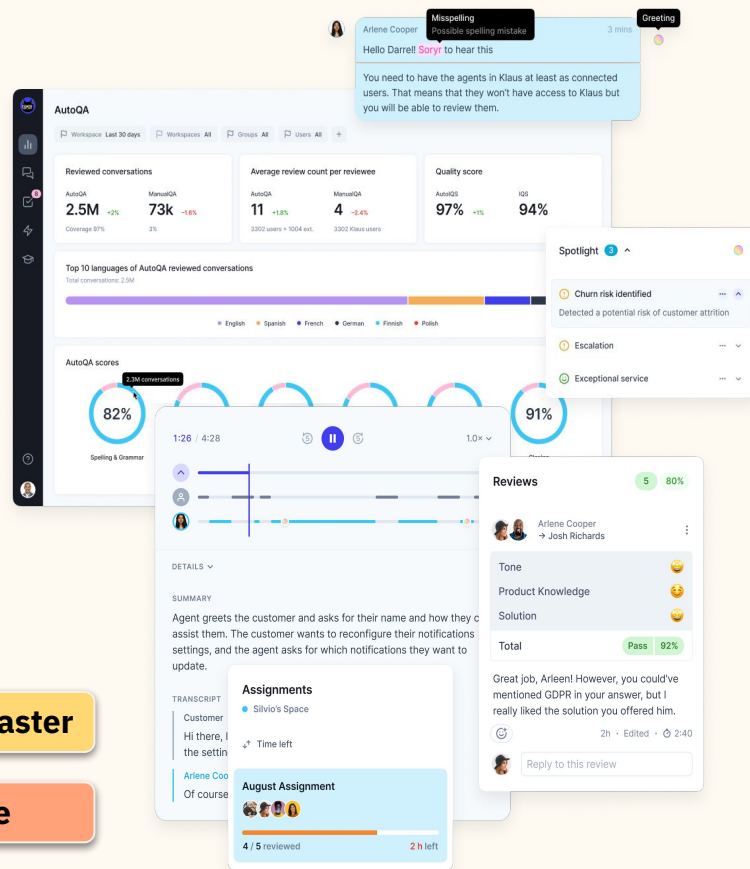 Misspelling
Possible spelling mistake
Greeting
Arlene Cooper
3 mins
Hello Darrel! Soryr to hear this
You need to have the agents in Klaus at least as connected
users. That means that they won't have access to Klaus but
you will be able to review them.
AutoQA
Workspace Last 30 days
Workspaces All
Groups All
Users All
+
8
Reviewed conversations
AutoQA
ManualQA
2.5M +2%
73k -1.6%
Coverage 97%
3%
Average review count per reviewee
AutoQA
ManualQA
11 +1.8%
4 -2.4%
3302 users + 1004 ext.
3302 Klaus users
Quality score
AutoIQS
IQS
97% +1%
94%
Top 10 languages of AutoQA reviewed conversations
Total conversations: 2.5M
English
Spanish
French
German
Finnish
Polish
AutoQA scores
2.3M conversations
82%
Spelling & Grammar
91%
Spotlight 3
Churn risk identified
Detected a potential risk of customer attrition
Escalation
Exceptional service
1:26 / 4:28
5
5
1.0×
DETAILS
SUMMARY
Agent greets the customer and asks for their name and how they c
assist them. The customer wants to reconfigure their notifications
settings, and the agent asks for which notifications they want to
update.
TRANSCRIPT
Customer
Hi there, I
the settin
Arlene Coo
Of course
Reviews
5
80%
Arlene Cooper
→ Josh Richards
Tone
Product Knowledge
Solution
Total
Pass 92%
Great job, Arleen! However, you could've
mentioned GDPR in your answer, but I
really liked the solution you offered him.
2h · Edited · 2:40
Reply to this review
Assignments
Silvio's Space
Time left
August Assignment
4 / 5 reviewed
2 h left
aster
e